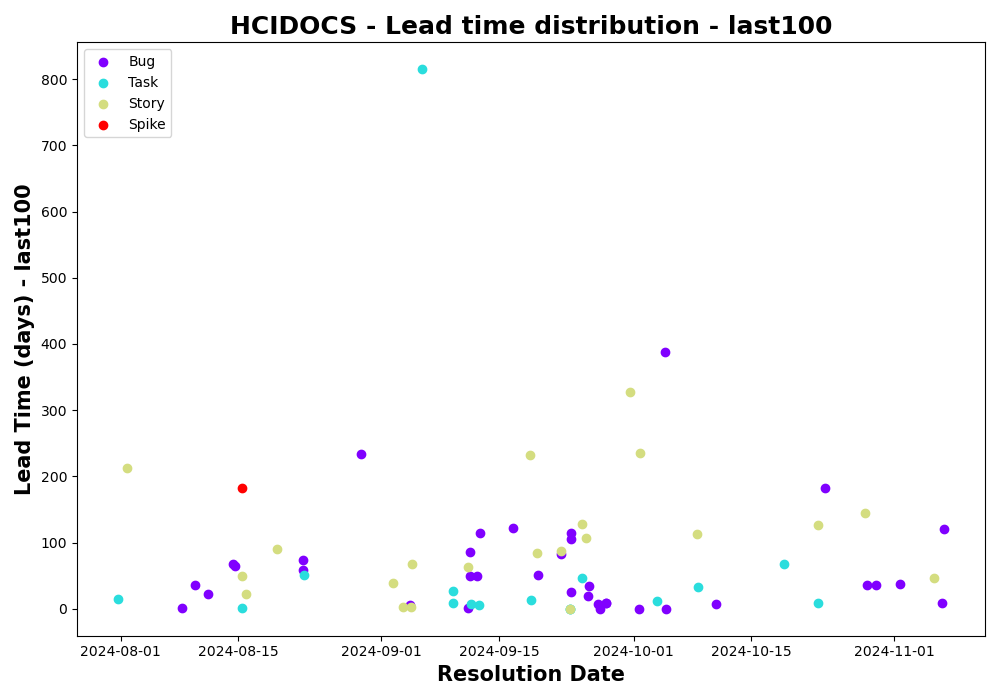 HCIDOCS - Lead time distribution - last100
Bug
Task
Story
Spike
Lead Time (days) - last100
800
700
600
500
400
300
200
100
0
2024-08-01
2024-08-15
2024-09-01
2024-09-15
2024-10-01
2024-10-15
2024-11-01
Resolution Date